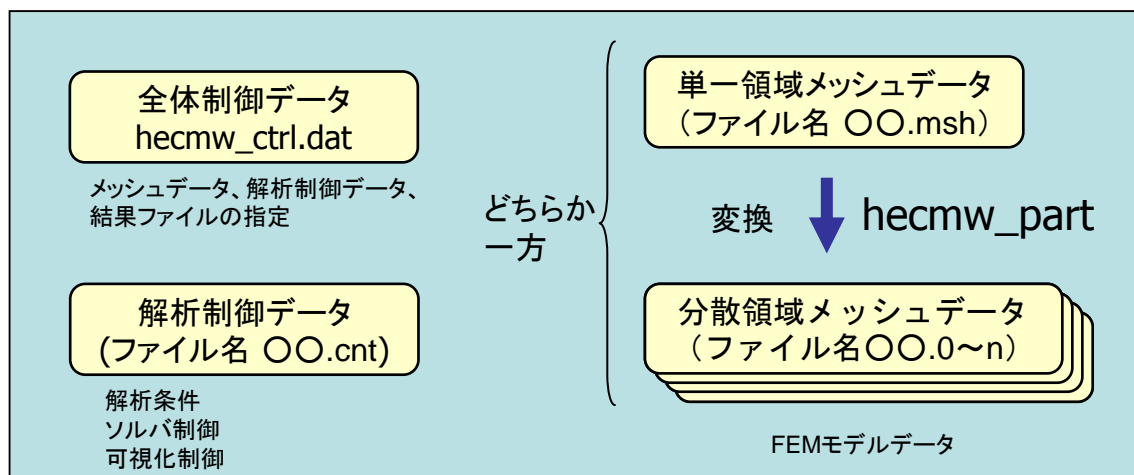 全体制御データ
hecmw_ctrl.dat
メッシュデータ、解析制御データ、
結果ファイルの指定
解析制御データ
(ファイル名 〇〇.cnt)
解析条件
ソルバ制御
可視化制御
どちらか
一方
単一領域メッシュデータ
（ファイル名 〇〇.msh）
変換
hecmw_part
分散領域メッシュデータ
（ファイル名〇〇.0～n）
FEMモデルデータ